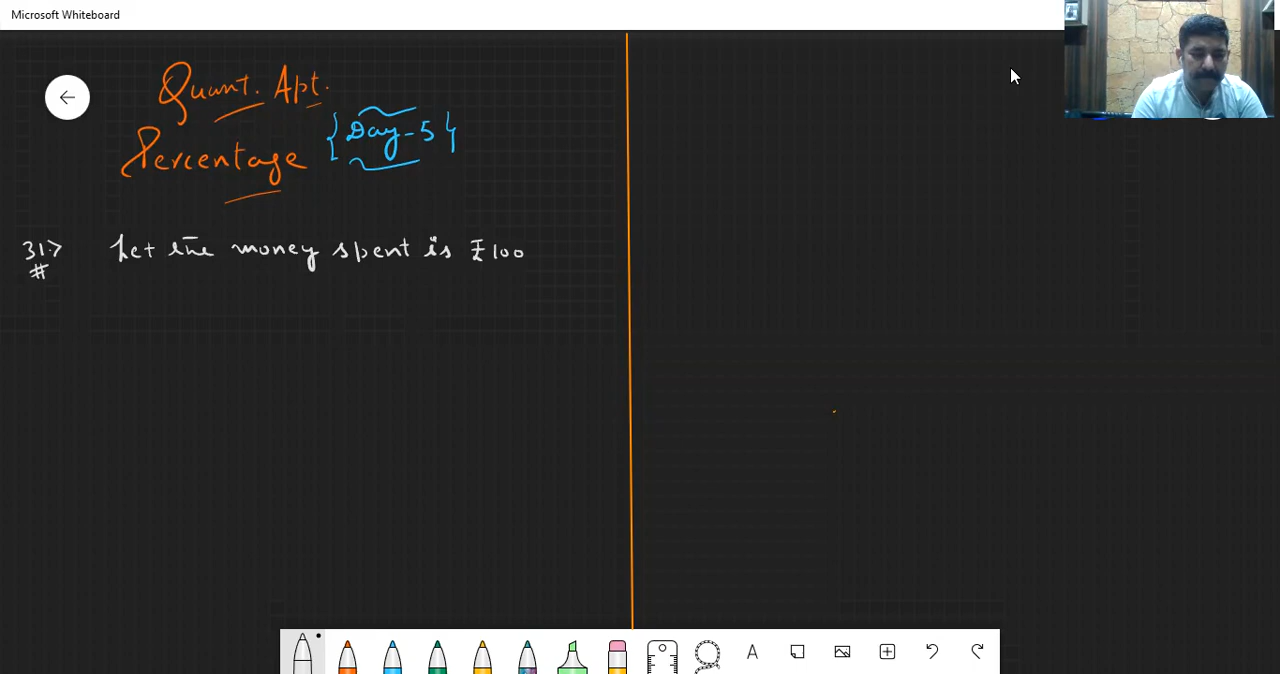 Microsoft Whiteboard
Quant. Apt.
Percentage {Day-5}
31.> Let the money spent is ₹100
#